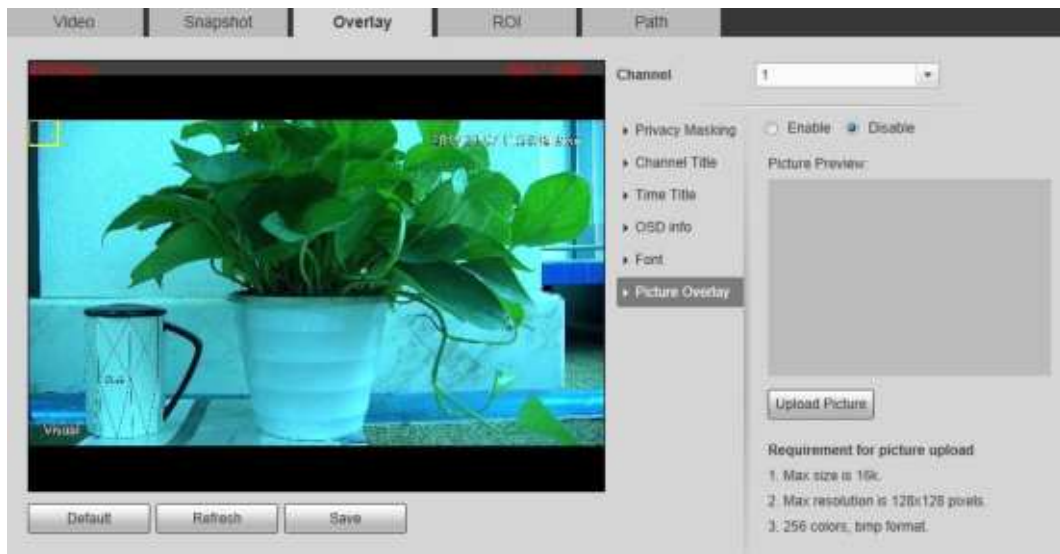 Video
Snapshot
Overlay
ROI
Path
Channel
1
Privacy Masking
Channel Title
Time Title
OSD info
Font
Picture Overlay
Enable
Disable
Picture Preview:
Upload Picture
Requirement for picture upload
1. Max size is 16k.
2. Max resolution is 128x128 pixels.
3. 256 colors, bmp format.
Visual
Default
Refresh
Save